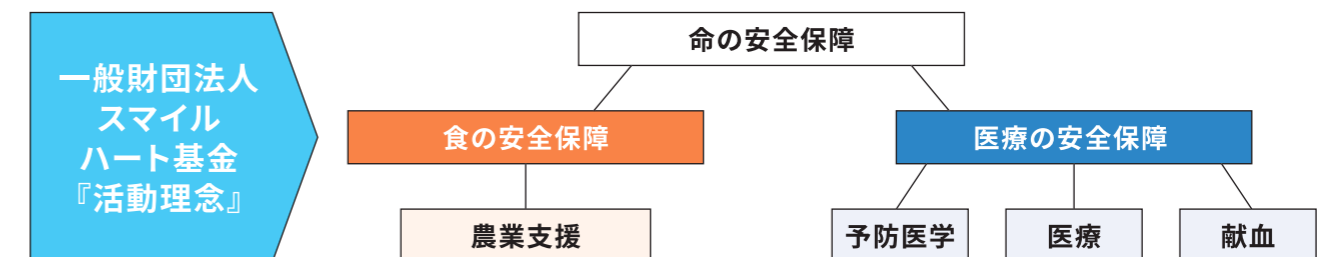 一般財団法人
スマイル
ハート基金
『活動理念』
命の安全保障
食の安全保障
医療の安全保障
農業支援
予防医学
医療
献血